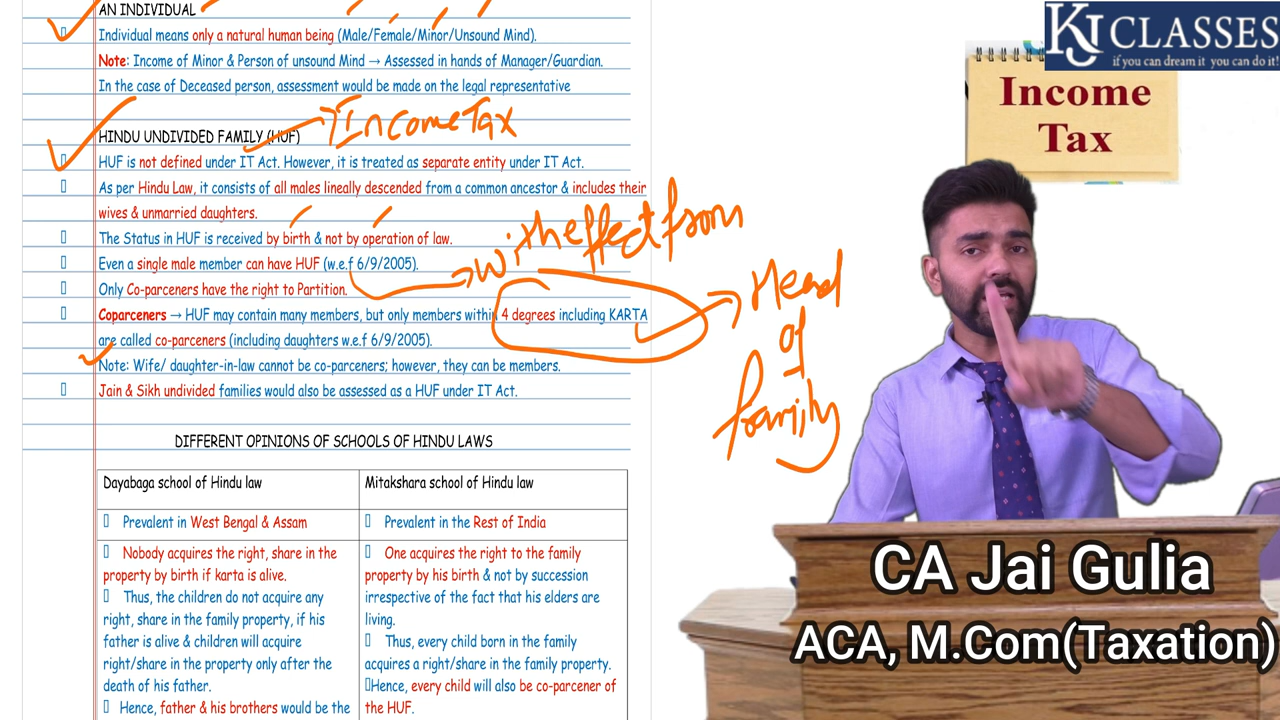 AN INDIVIDUAL
Individual means only a natural human being (Male/Female/Minor/Unsound Mind).
Note: Income of Minor & Person of unsound Mind → Assessed in hands of Manager/Guardian.
In the case of Deceased person, assessment would be made on the legal representative
HINDU UNDIVIDED FAMILY (HUF)
Income Tax
HUF is not defined under IT Act. However, it is treated as separate entity under IT Act.
As per Hindu Law, it consists of all males lineally descended from a common ancestor & includes their
wives & unmarried daughters.
The Status in HUF is received by birth & not by operation of law.
Even a single male member can have HUF (w.e.f 6/9/2005).
with effect from
Only Co-parceners have the right to Partition.
Coparceners → HUF may contain many members, but only members within 4 degrees including KARTA
are called co-parceners (including daughters w.e.f 6/9/2005).
Head
of
family
Note: Wife/ daughter-in-law cannot be co-parceners; however, they can be members.
Jain & Sikh undivided families would also be assessed as a HUF under IT Act.
DIFFERENT OPINIONS OF SCHOOLS OF HINDU LAWS
Dayabaga school of Hindu law
Mitakshara school of Hindu law
Prevalent in West Bengal & Assam
Prevalent in the Rest of India
Nobody acquires the right, share in the
property by birth if karta is alive.
Thus, the children do not acquire any
right, share in the family property, if his
father is alive & children will acquire
right/share in the property only after the
death of his father.
Hence, father & his brothers would be the
One acquires the right to the family
property by his birth & not by succession
irrespective of the fact that his elders are
living.
Thus, every child born in the family
acquires a right/share in the family property.
Hence, every child will also be co-parcener of
the HUF.
KJ CLASSES
if you can dream it you can do it!
Income
Tax
CA Jai Gulia
ACA, M.Com(Taxation)